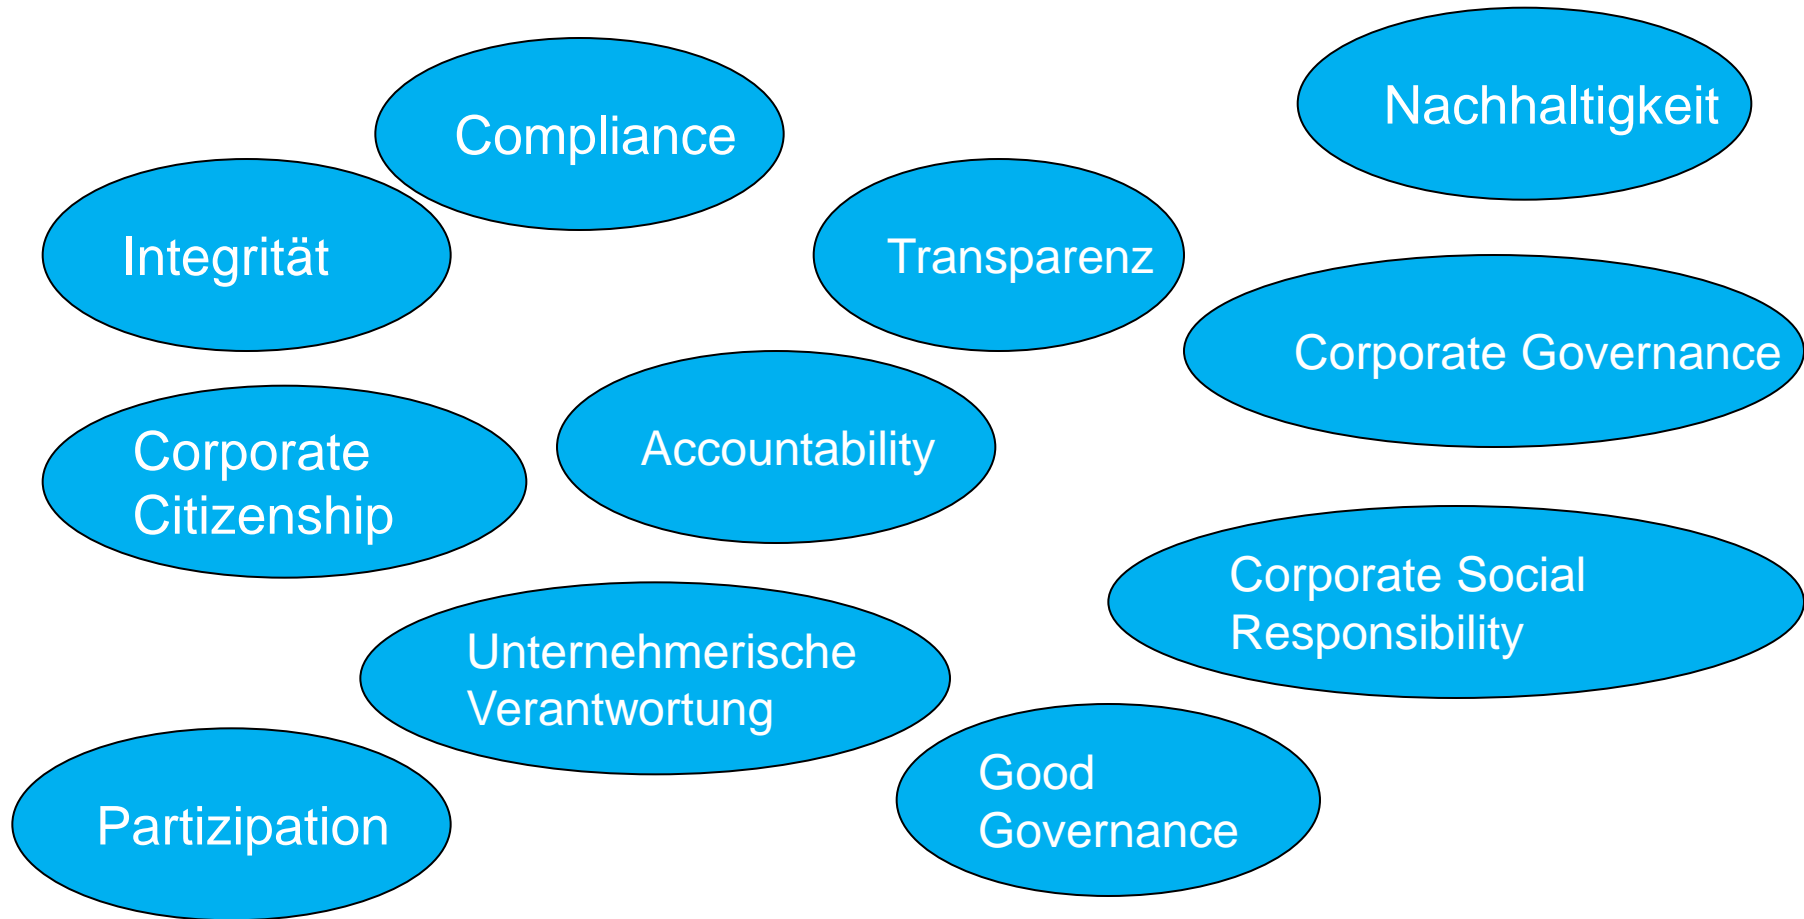 Compliance
Nachhaltigkeit
Integrität
Transparenz
Corporate Governance
Corporate
Citizenship
Accountability
Corporate Social
Responsibility
Unternehmerische
Verantwortung
Good
Governance
Partizipation